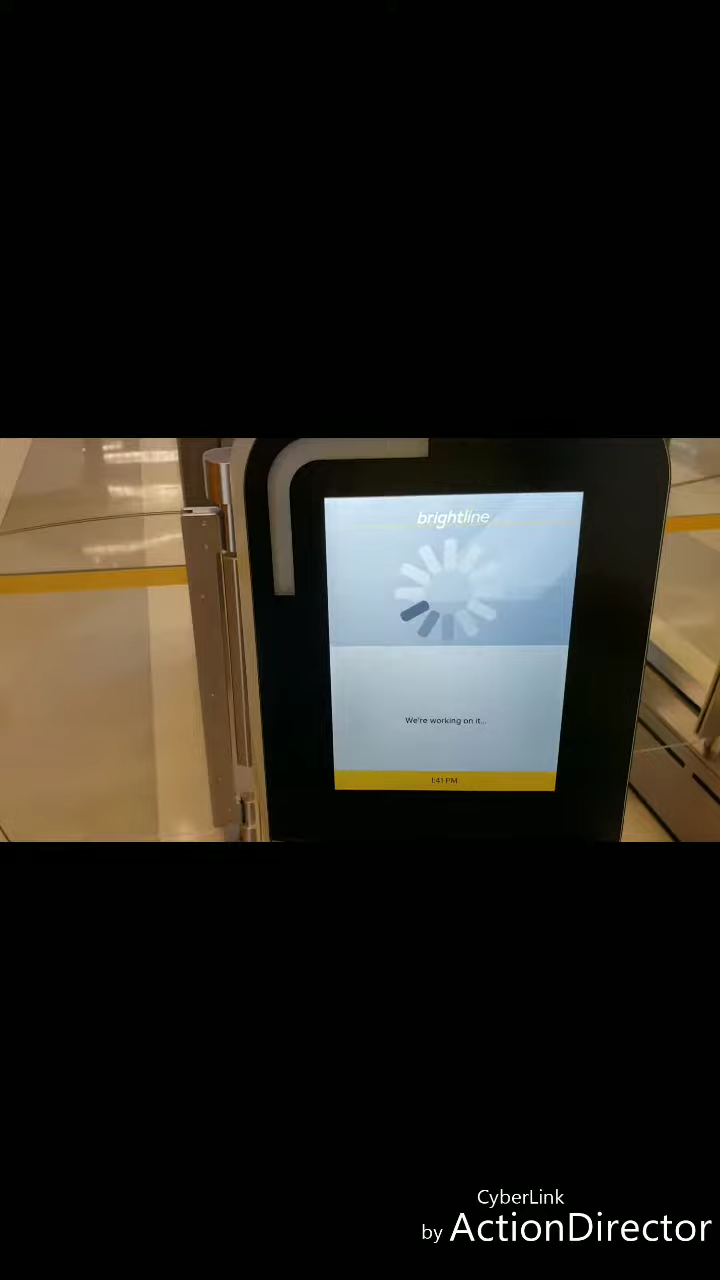 brightline
We're working on it...
1:41 PM
CyberLink
by ActionDirector